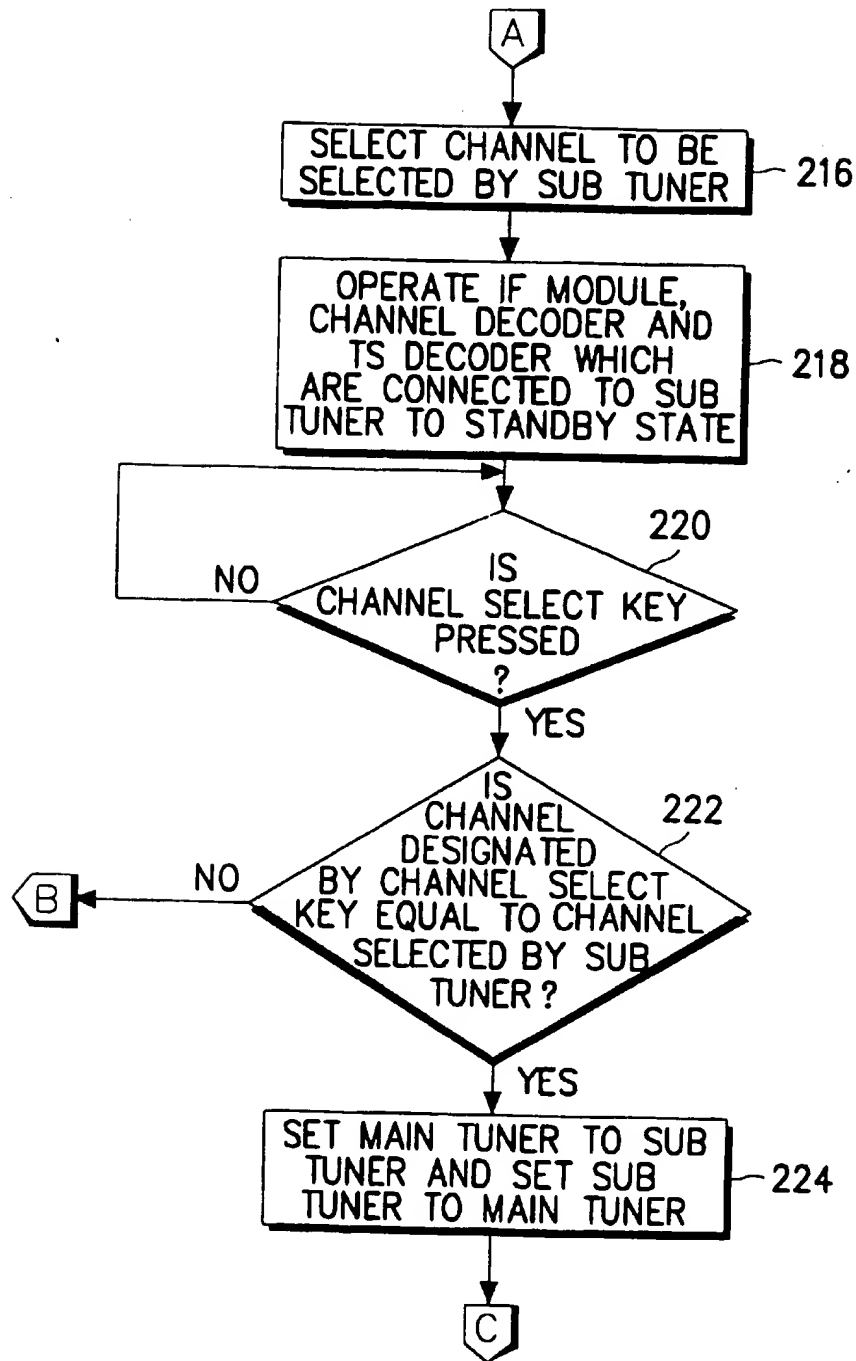 A
SELECT CHANNEL TO BE
SELECTED BY SUB TUNER
216
OPERATE IF MODULE,
CHANNEL DECODER AND
TS DECODER WHICH
ARE CONNECTED TO SUB
TUNER TO STANDBY STATE
218
220
NO
IS
CHANNEL SELECT KEY
PRESSED
?
YES
222
IS
CHANNEL
DESIGNATED
BY CHANNEL SELECT
KEY EQUAL TO CHANNEL
SELECTED BY SUB
TUNER?
NO
B
YES
SET MAIN TUNER TO SUB
TUNER AND SET SUB
TUNER TO MAIN TUNER
224
C